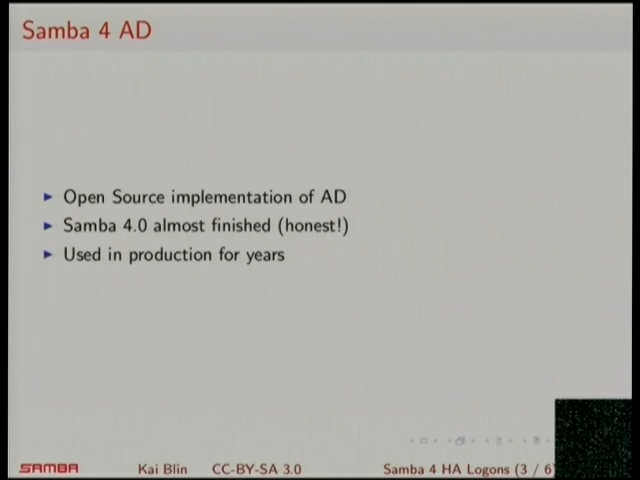 Samba 4 AD
Open Source implementation of AD
Samba 4.0 almost finished (honest!)
Used in production for years
SAMBA Kai Blin CC-BY-SA 3.0 Samba 4 HA Logons (3 / 6)